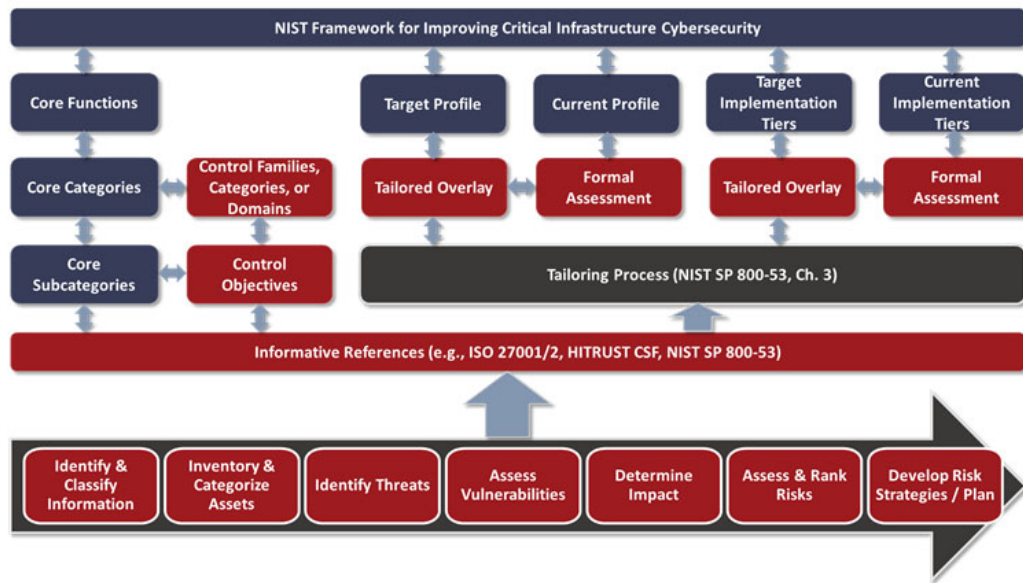 NIST Framework for Improving Critical Infrastructure Cybersecurity
Core Functions
Target Profile
Current Profile
Target
Implementation
Tiers
Current
Implementation
Tiers
Core Categories
Control Families,
Categories, or
Domains
Tailored Overlay
Formal
Assessment
Tailored Overlay
Formal
Assessment
Core
Subcategories
Control
Objectives
Tailoring Process (NIST SP 800-53, Ch. 3)
Informative References (e.g., ISO 27001/2, HITRUST CSF, NIST SP 800-53)
Identify &
Classify
Information
Inventory &
Categorize
Assets
Identify Threats
Assess
Vulnerabilities
Determine
Impact
Assess & Rank
Risks
Develop Risk
Strategies / Plan